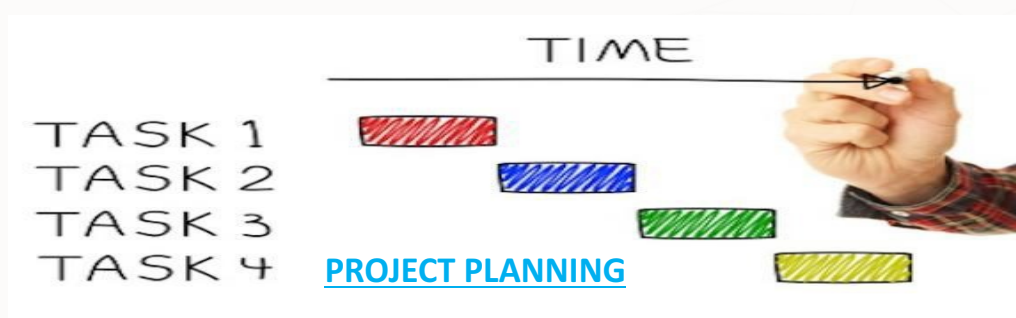 TIME
TASK 1
TASK 2
TASK 3
TASK 4
PROJECT PLANNING